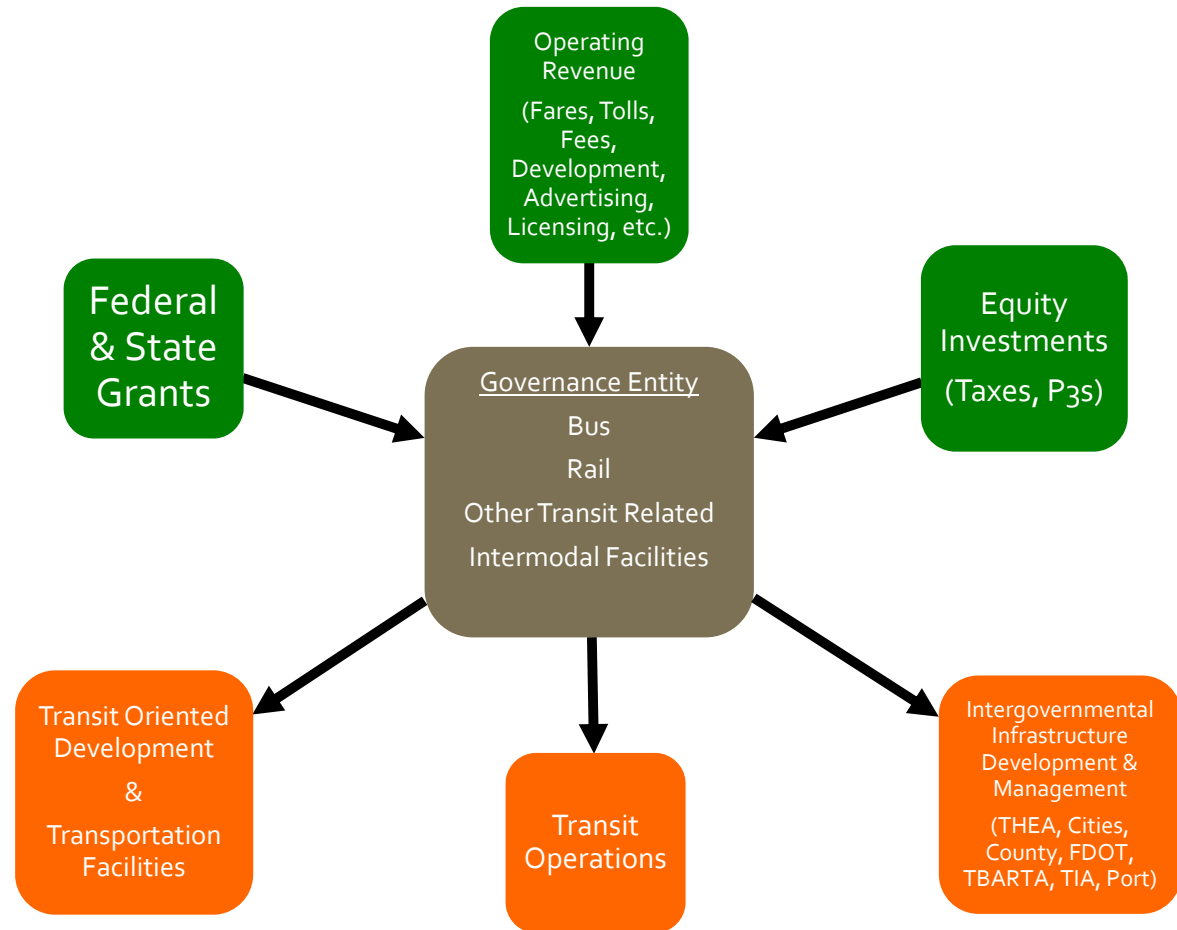 Operating
Revenue
(Fares, Tolls,
Fees,
Development,
Advertising,
Licensing, etc.)
Federal
& State
Grants
Equity
Investments
(Taxes, P3s)
Governance Entity
Bus
Rail
Other Transit Related
Intermodal Facilities
Transit Oriented
Development
&
Transportation
Facilities
Transit
Operations
Intergovernmental
Infrastructure
Development &
Management
(THEA, Cities,
County, FDOT,
TBARTA, TIA, Port)